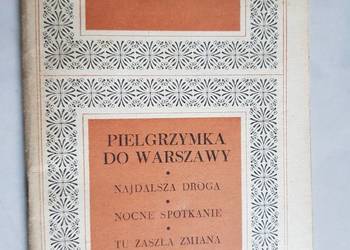 PIELGRZYMKA
DO WARSZAWY
•
NAJDALSZA DROGA
•
NOCNE SPOTKANIE
•
TU ZASZŁA ZMIANA